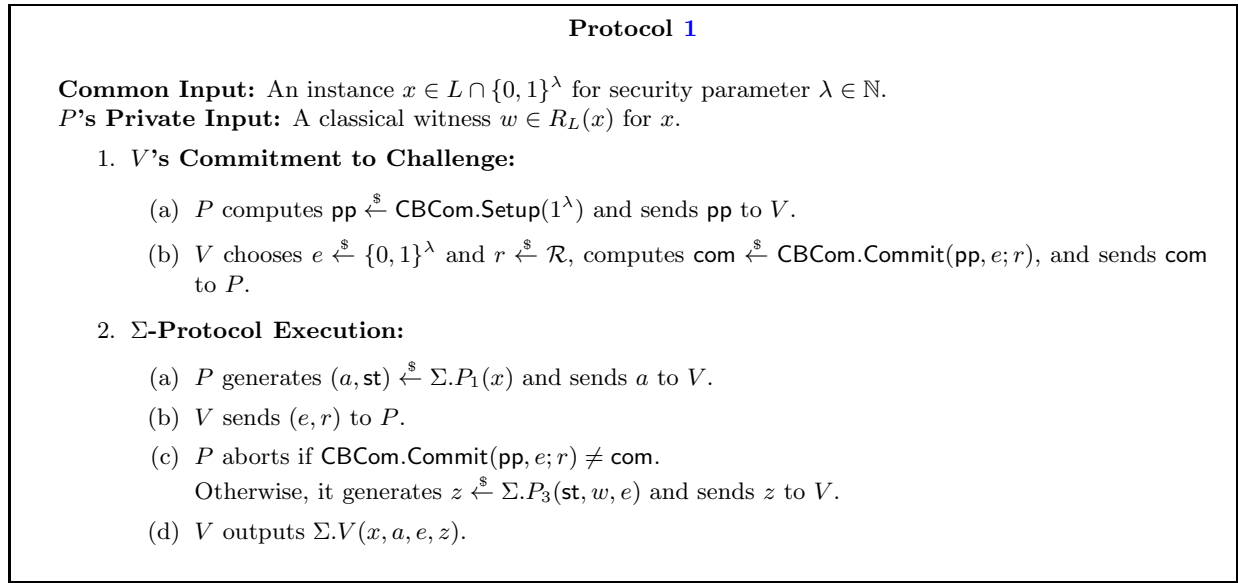 Protocol 1
Common Input: An instance x ∈ L ∩ {0, 1}^λ for security parameter λ ∈ ℕ.
P's Private Input: A classical witness w ∈ R_L(x) for x.
1. V's Commitment to Challenge:
(a) P computes pp ←$ CBCom.Setup(1^λ) and sends pp to V.
(b) V chooses e ←$ {0, 1}^λ and r ←$ ℛ, computes com ←$ CBCom.Commit(pp, e; r), and sends com
to P.
2. Σ-Protocol Execution:
(a) P generates (a, st) ←$ Σ.P_1(x) and sends a to V.
(b) V sends (e, r) to P.
(c) P aborts if CBCom.Commit(pp, e; r) ≠ com.
Otherwise, it generates z ←$ Σ.P_3(st, w, e) and sends z to V.
(d) V outputs Σ.V(x, a, e, z).